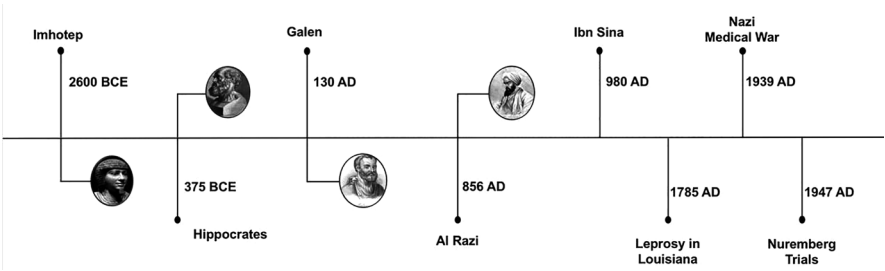 Imhotep
2600 BCE
375 BCE
Hippocrates
Galen
130 AD
856 AD
Al Razi
Ibn Sina
980 AD
1785 AD
Leprosy in
Louisiana
Nazi
Medical War
1939 AD
1947 AD
Nuremberg
Trials